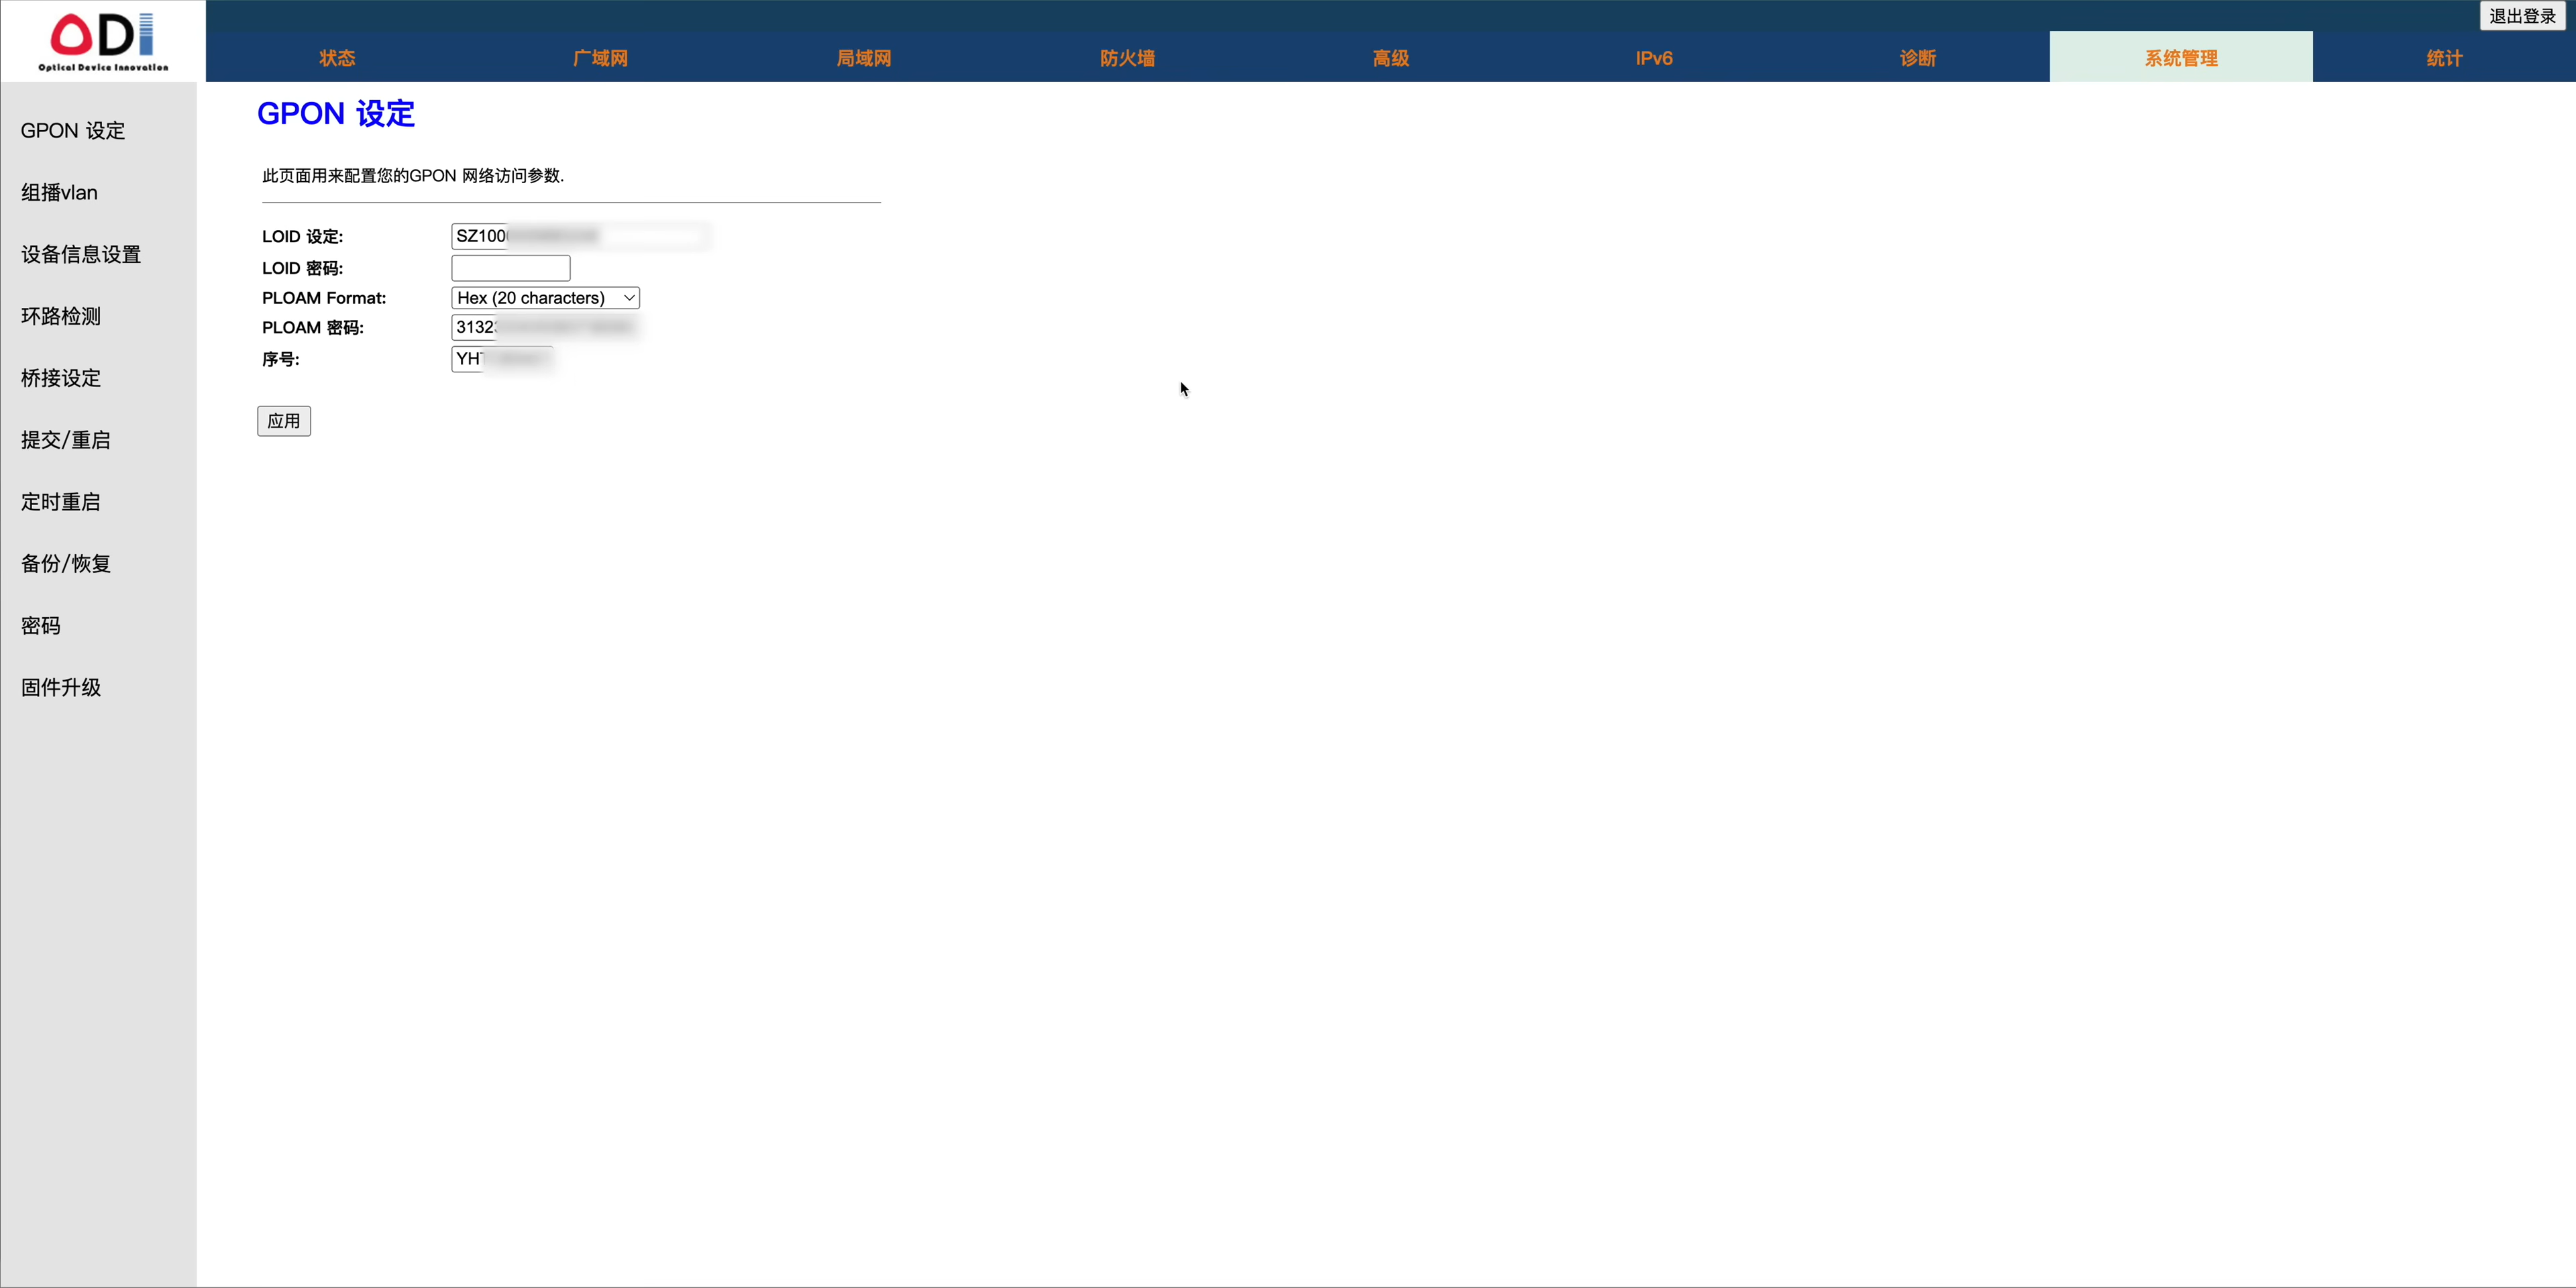 ODI
Optical Device Innovation
退出登录
状态 广域网 局域网 防火墙 高级 IPv6 诊断 系统管理 统计
GPON 设定
组播vlan
设备信息设置
环路检测
桥接设定
提交/重启
定时重启
备份/恢复
密码
固件升级
GPON 设定
此页面用来配置您的GPON 网络访问参数.
LOID 设定: SZ100
LOID 密码:
PLOAM Format: Hex (20 characters)
PLOAM 密码: 3132
序号: YH
应用